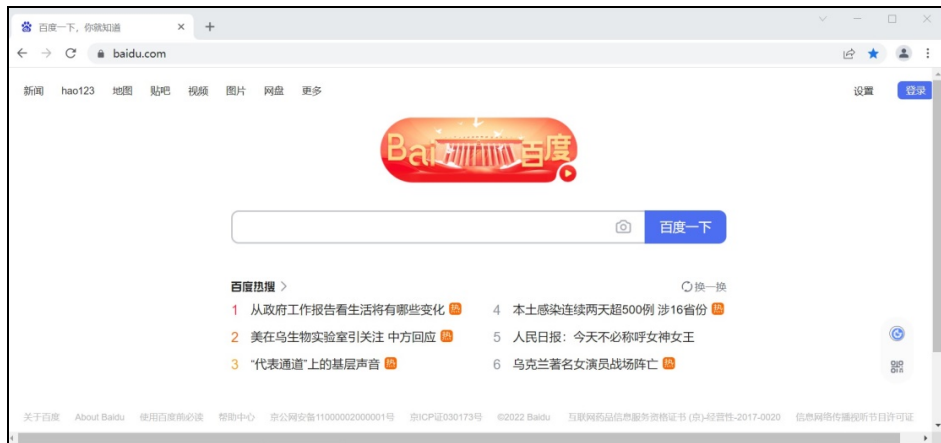 百度一下，你就知道
baidu.com
新闻 hao123 地图 贴吧 视频 图片 网盘 更多 设置 登录
Bai 百度
百度一下
百度热搜 换一换
1 从政府工作报告看生活将有哪些变化 热
2 美在乌生物实验室引关注 中方回应 热
3 “代表通道”上的基层声音 热
4 本土感染连续两天超500例 涉16省份 热
5 人民日报：今天不必称呼女神女王
6 乌克兰著名女演员战场阵亡 热
关于百度 About Baidu 使用百度前必读 帮助中心 京公网安备11000002000001号 京ICP证030173号 ©2022 Baidu 互联网药品信息服务资格证书 (京)-经营性-2017-0020 信息网络传播视听节目许可证